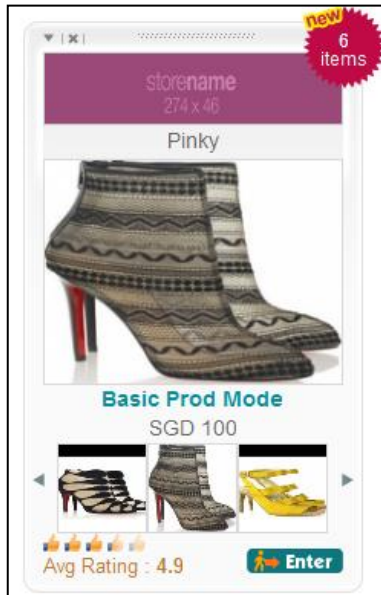 new
6
items
storename
274 x 46
Pinky
Basic Prod Mode
SGD 100
Avg Rating : 4.9
Enter